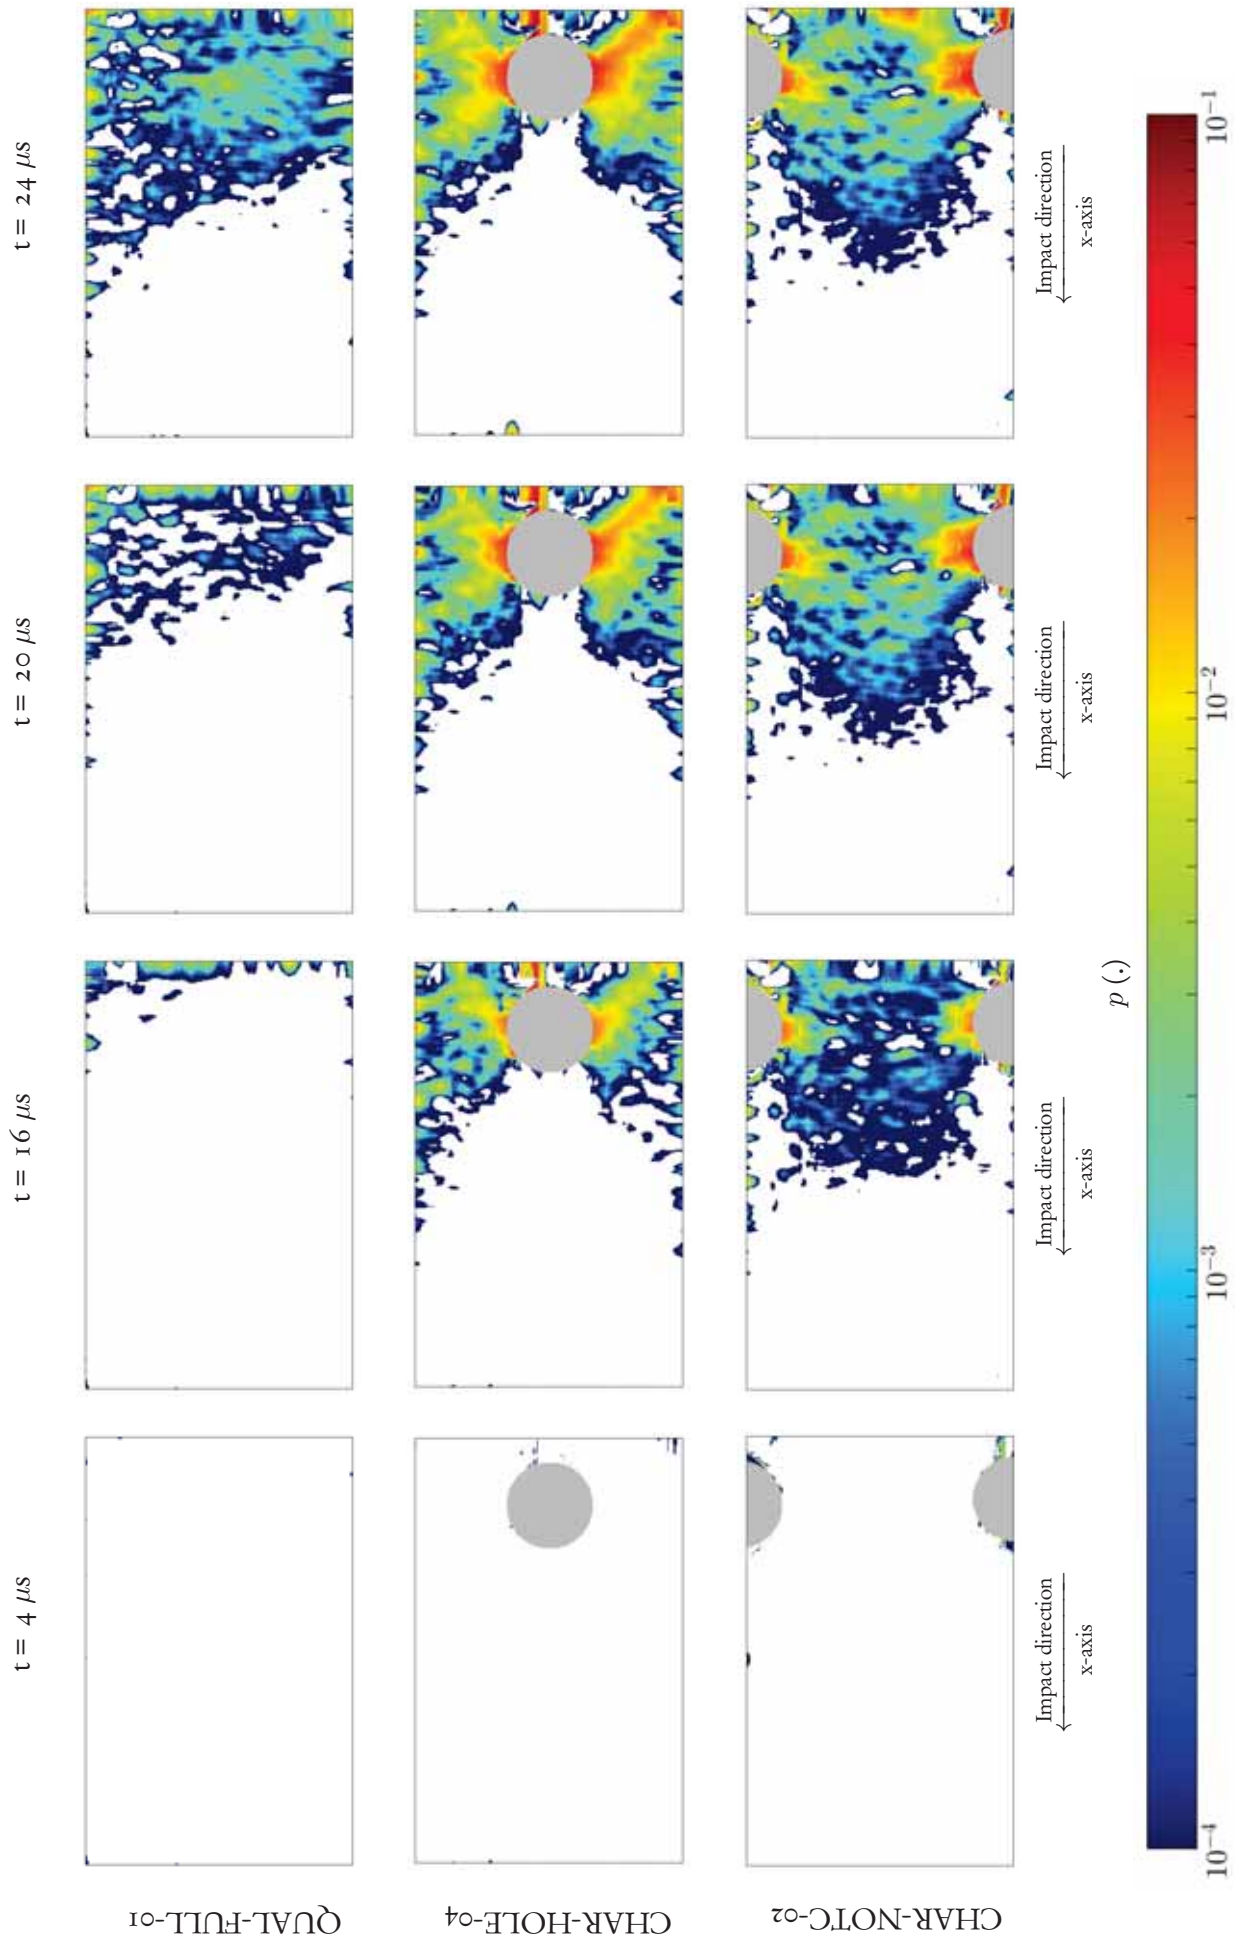 t = 4 µs
t = 16 µs
t = 20 µs
t = 24 µs
QUAL-FULL-01
CHAR-HOLE-04
CHAR-NOTC-02
Impact direction
x-axis
Impact direction
x-axis
Impact direction
x-axis
Impact direction
x-axis
p (.)
10⁻⁴
10⁻³
10⁻²
10⁻¹